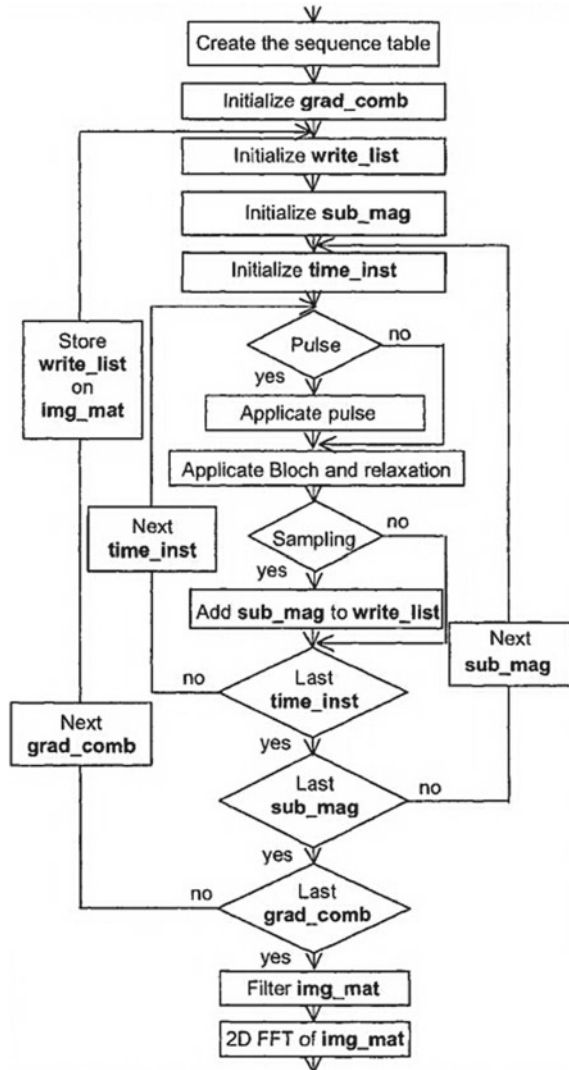 Create the sequence table
Initialize grad_comb
Initialize write_list
Initialize sub_mag
Initialize time_inst
Store
write_list
on
img_mat
Pulse
no
yes
Applicate pulse
Applicate Bloch and relaxation
Next
time_inst
Sampling
no
yes
Add sub_mag to write_list
Next
sub_mag
no
Last
time_inst
Next
grad_comb
yes
Last
sub_mag
no
yes
no
Last
grad_comb
yes
Filter img_mat
2D FFT of img_mat